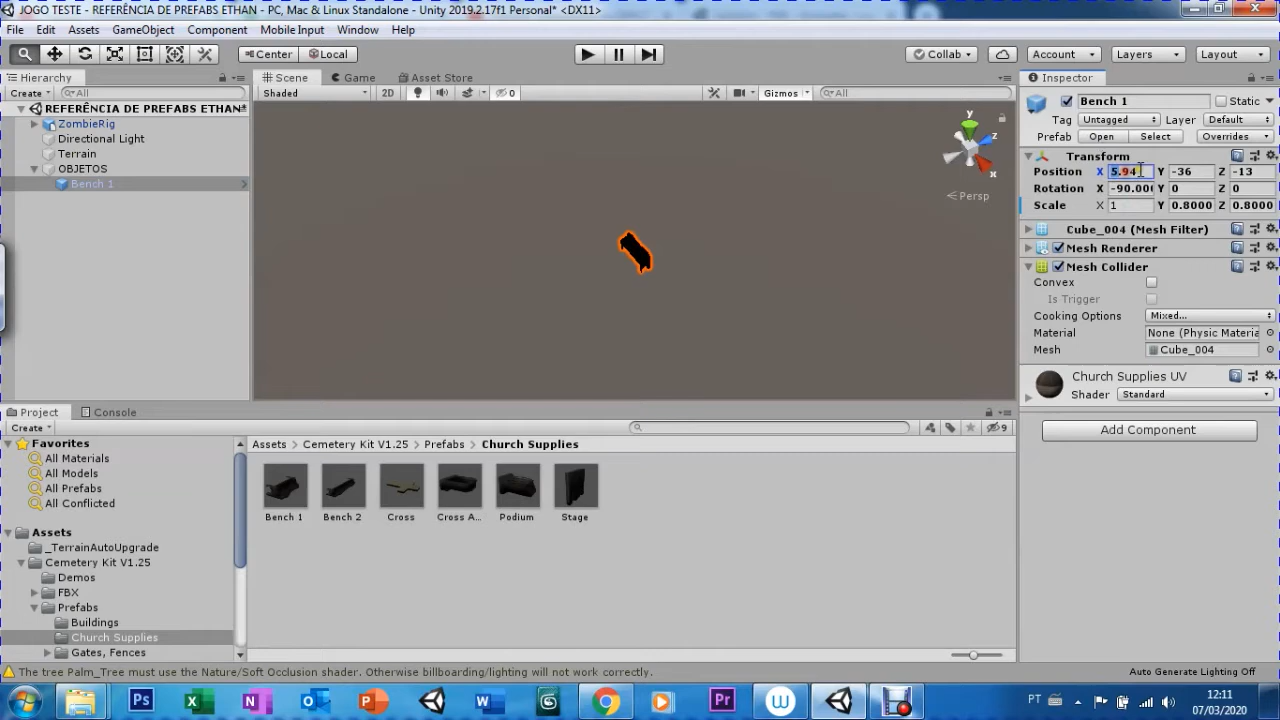 JOGO TESTE - REFERÊNCIA DE PREFABS ETHAN - PC, Mac & Linux Standalone - Unity 2019.2.17f1 Personal* <DX11>
File Edit Assets GameObject Component Mobile Input Window Help
Center Local Collab Account Layers Layout
Hierarchy Scene Game Asset Store Inspector
Create All Shaded 2D 0 Gizmos All
REFERÊNCIA DE PREFABS ETHAN
ZombieRig
Directional Light
Terrain
OBJETOS
Bench 1
y
z
x
Persp
Bench 1 Static
Tag Untagged Layer Default
Prefab Open Select Overrides
Transform
Position X 5.94 Y -36 Z -13
Rotation X -90.000 Y 0 Z 0
Scale X 1 Y 0.8000 Z 0.8000
Cube_004 (Mesh Filter)
Mesh Renderer
Mesh Collider
Convex
Is Trigger
Cooking Options Mixed...
Material None (Physic Materia
Mesh Cube_004
Church Supplies UV
Shader Standard
Add Component
Project Console
Create 9
Favorites
All Materials
All Models
All Prefabs
All Conflicted
Assets
_TerrainAutoUpgrade
Cemetery Kit V1.25
Demos
FBX
Prefabs
Buildings
Church Supplies
Gates, Fences
Assets Cemetery Kit V1.25 Prefabs Church Supplies
Bench 1 Bench 2 Cross Cross A... Podium Stage
The tree Palm_Tree must use the Nature/Soft Occlusion shader. Otherwise billboarding/lighting will not work correctly.
Auto Generate Lighting Off
PT
12:11
07/03/2020